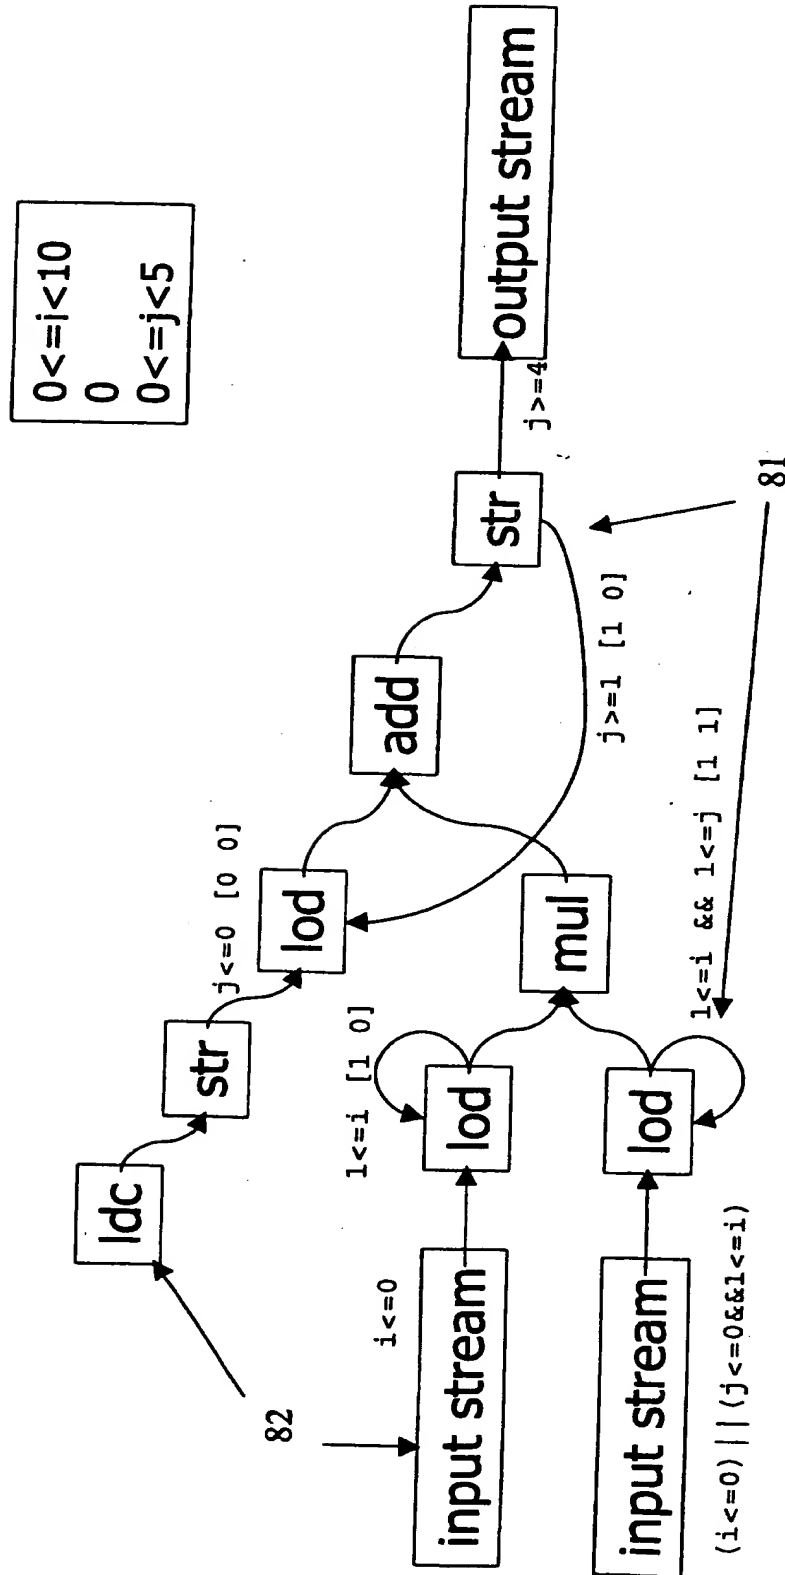 0<=i<10
0
0<=j<5
ldc
str
j<=0 [0 0]
lod
add
str
j>=4
output stream
j>=1 [1 0]
82
81
i<=0
input stream
1<=i [1 0]
lod
mul
input stream
lod
1<=i && 1<=j [1 1]
(i<=0)||(j<=0&&1<=i)